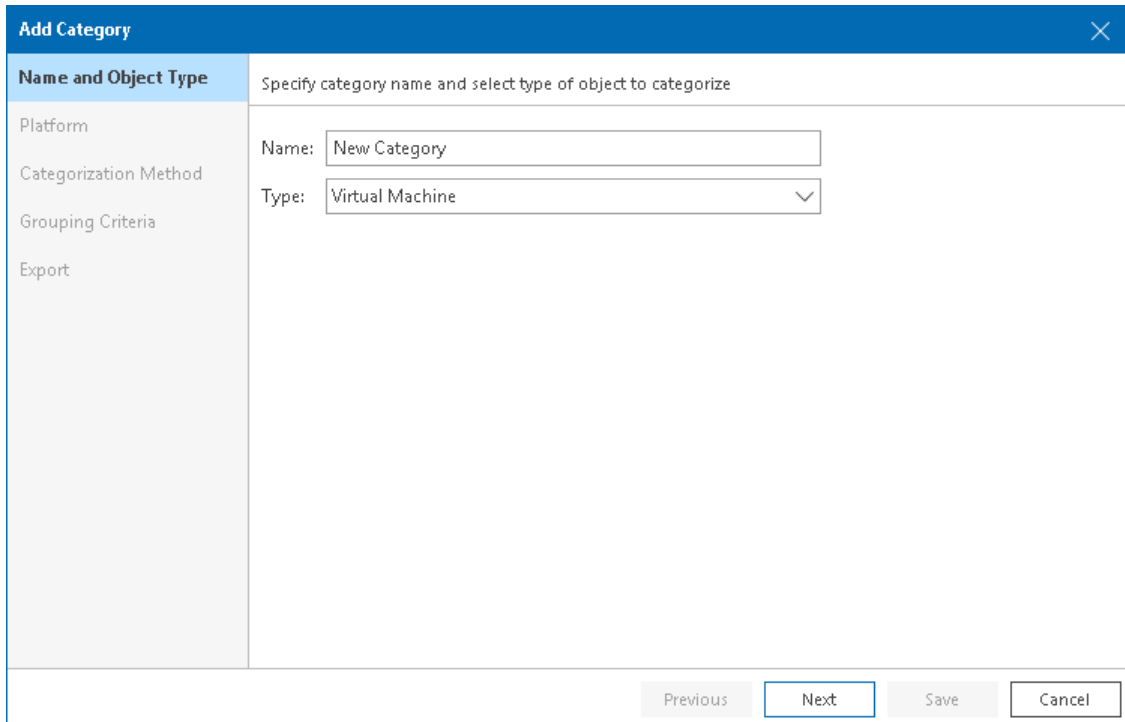 Add Category
Name and Object Type
Platform
Categorization Method
Grouping Criteria
Export
Specify category name and select type of object to categorize
Name: New Category
Type: Virtual Machine
Previous Next Save Cancel